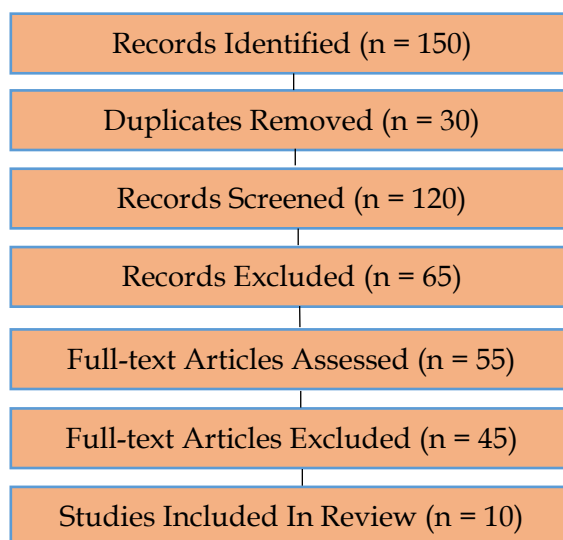 Records Identified (n = 150)
Duplicates Removed (n = 30)
Records Screened (n = 120)
Records Excluded (n = 65)
Full-text Articles Assessed (n = 55)
Full-text Articles Excluded (n = 45)
Studies Included In Review (n = 10)